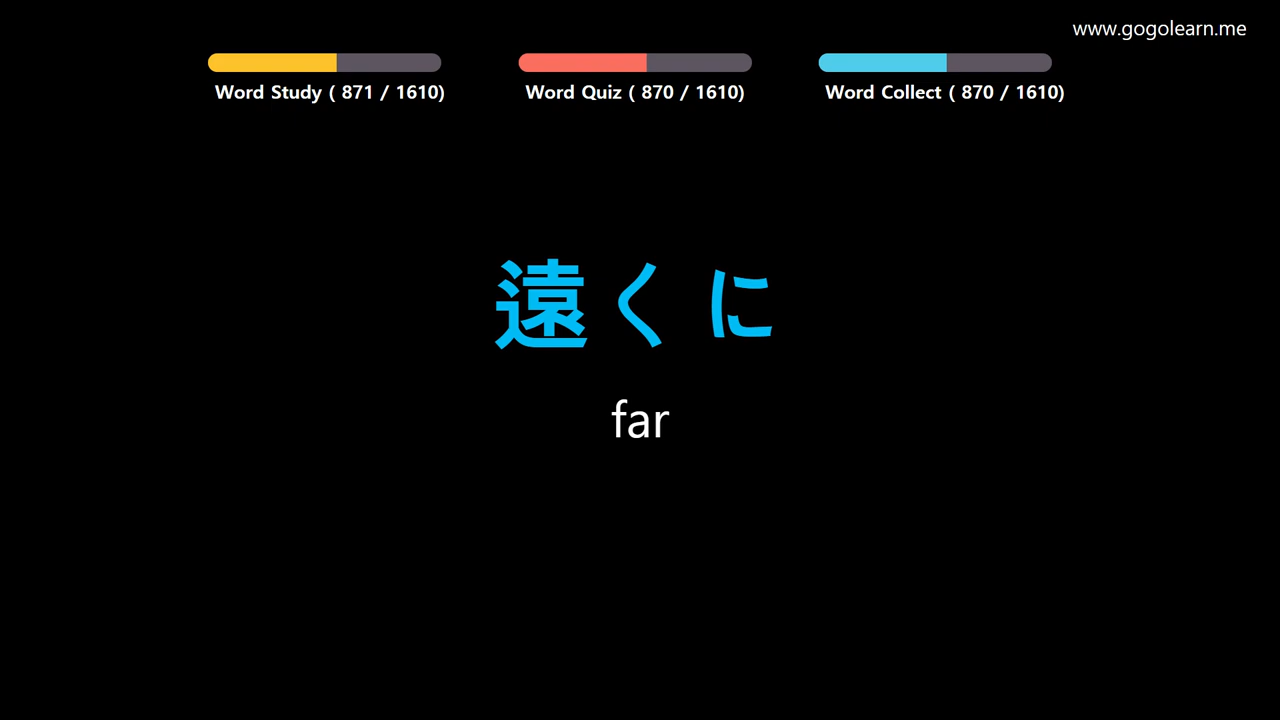 www.gogolearn.me
Word Study ( 871 / 1610)
Word Quiz ( 870 / 1610)
Word Collect ( 870 / 1610)
遠くに
far